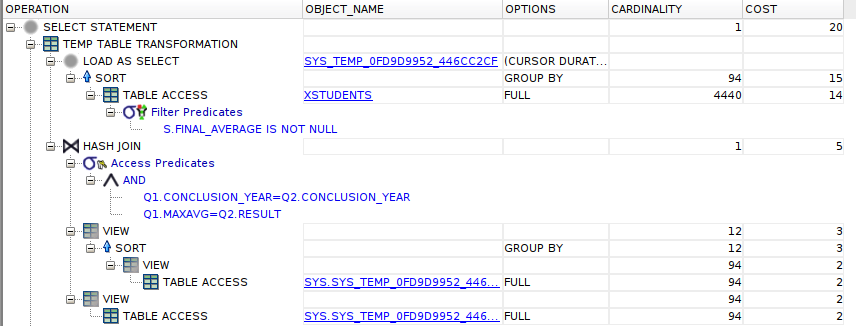 OPERATION OBJECT_NAME OPTIONS CARDINALITY COST
SELECT STATEMENT 1 20
TEMP TABLE TRANSFORMATION
LOAD AS SELECT SYS_TEMP_0FD9D9952_446CC2CF (CURSOR DURAT...
SORT GROUP BY 94 15
TABLE ACCESS XSTUDENTS FULL 4440 14
Filter Predicates
S.FINAL_AVERAGE IS NOT NULL
HASH JOIN 1 5
Access Predicates
AND
Q1.CONCLUSION_YEAR=Q2.CONCLUSION_YEAR
Q1.MAXAVG=Q2.RESULT
VIEW 12 3
SORT GROUP BY 12 3
VIEW 94 2
TABLE ACCESS SYS.SYS_TEMP_0FD9D9952_446... FULL 94 2
VIEW 94 2
TABLE ACCESS SYS.SYS_TEMP_0FD9D9952_446... FULL 94 2